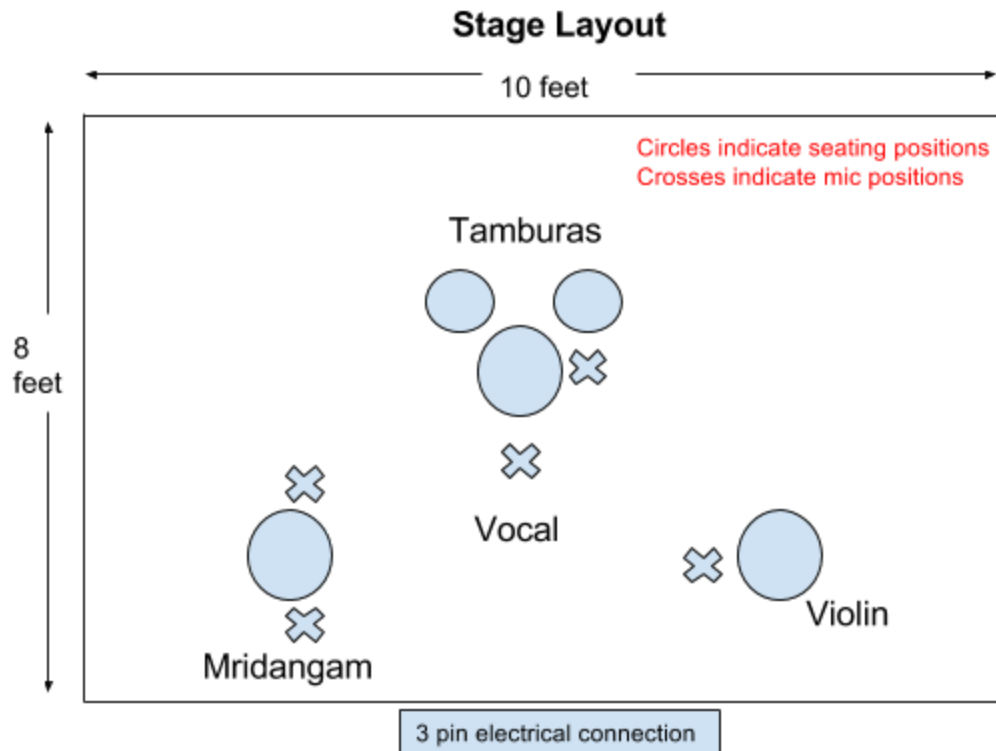 Stage Layout
10 feet
Circles indicate seating positions
Crosses indicate mic positions
Tamburas
8
feet
Vocal
Violin
Mridangam
3 pin electrical connection